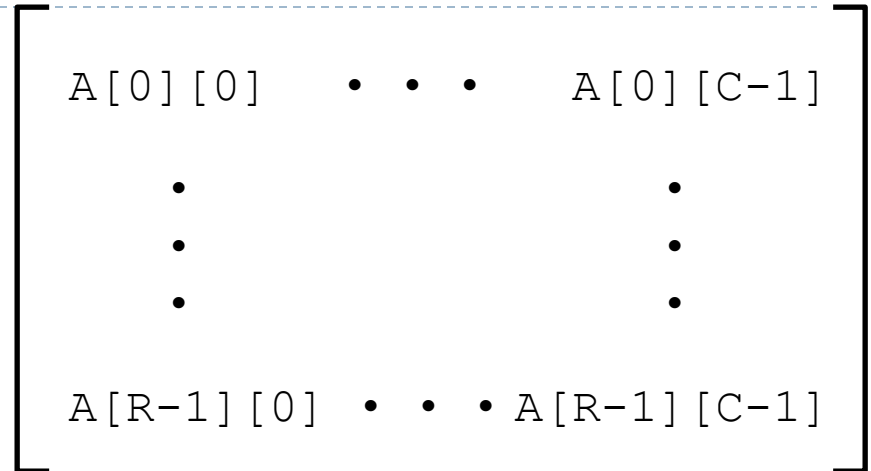 A[0][0] • • • A[0][C-1]
• •
• •
• •
A[R-1][0] • • • A[R-1][C-1]